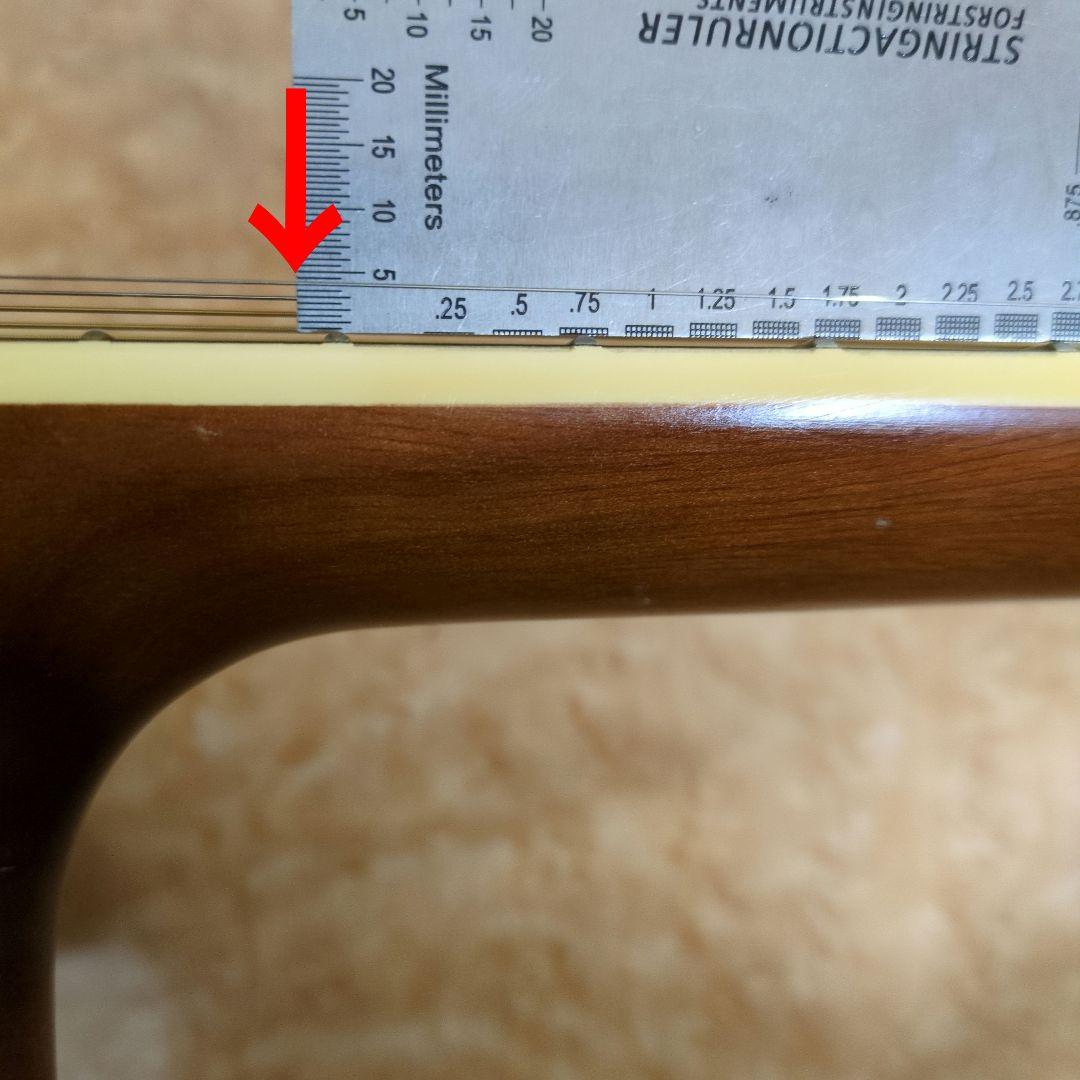 5 10 15 20
FORSTRINGINSTRUMENTS
STRINGACTIONRULER
20
15
10
5
Millimeters
.875
.25 .5 .75 1 1.25 1.5 1.75 2 2.25 2.5